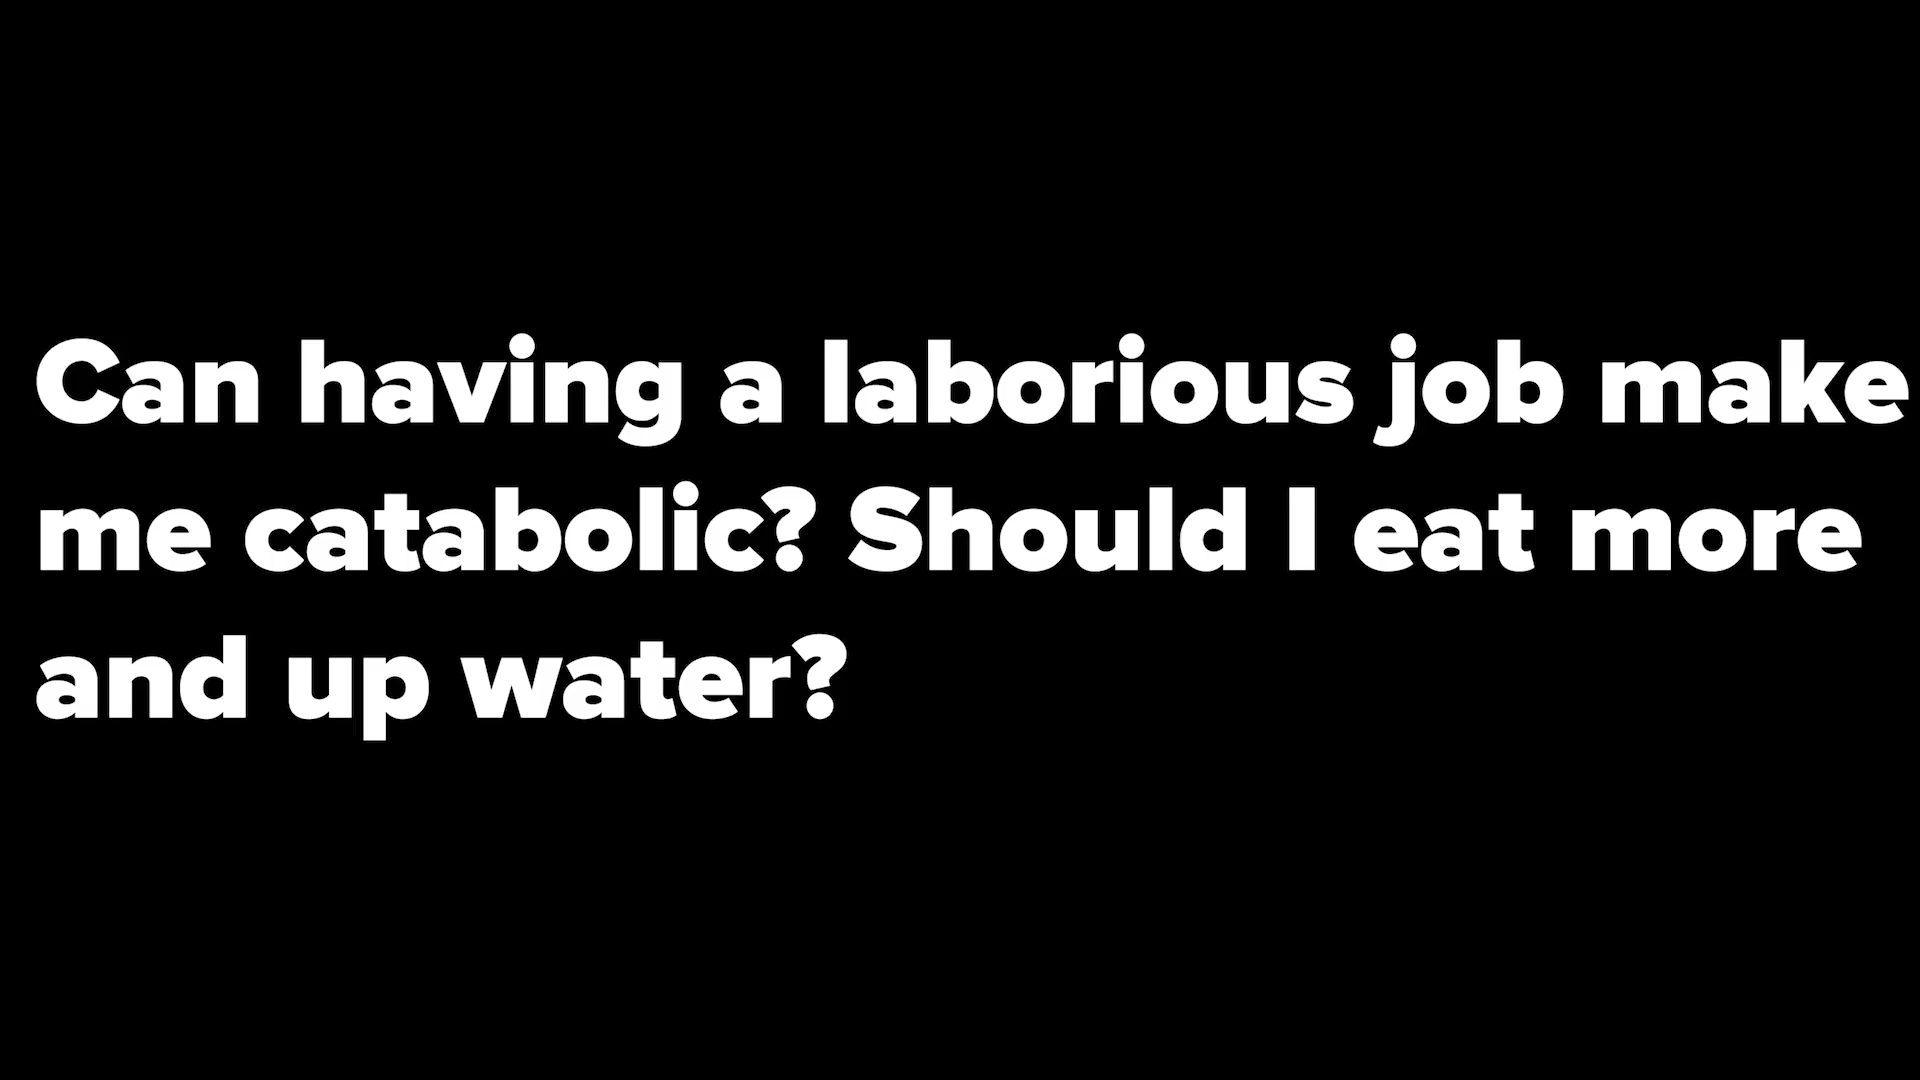 Can having a laborious job make
me catabolic? Should I eat more
and up water?